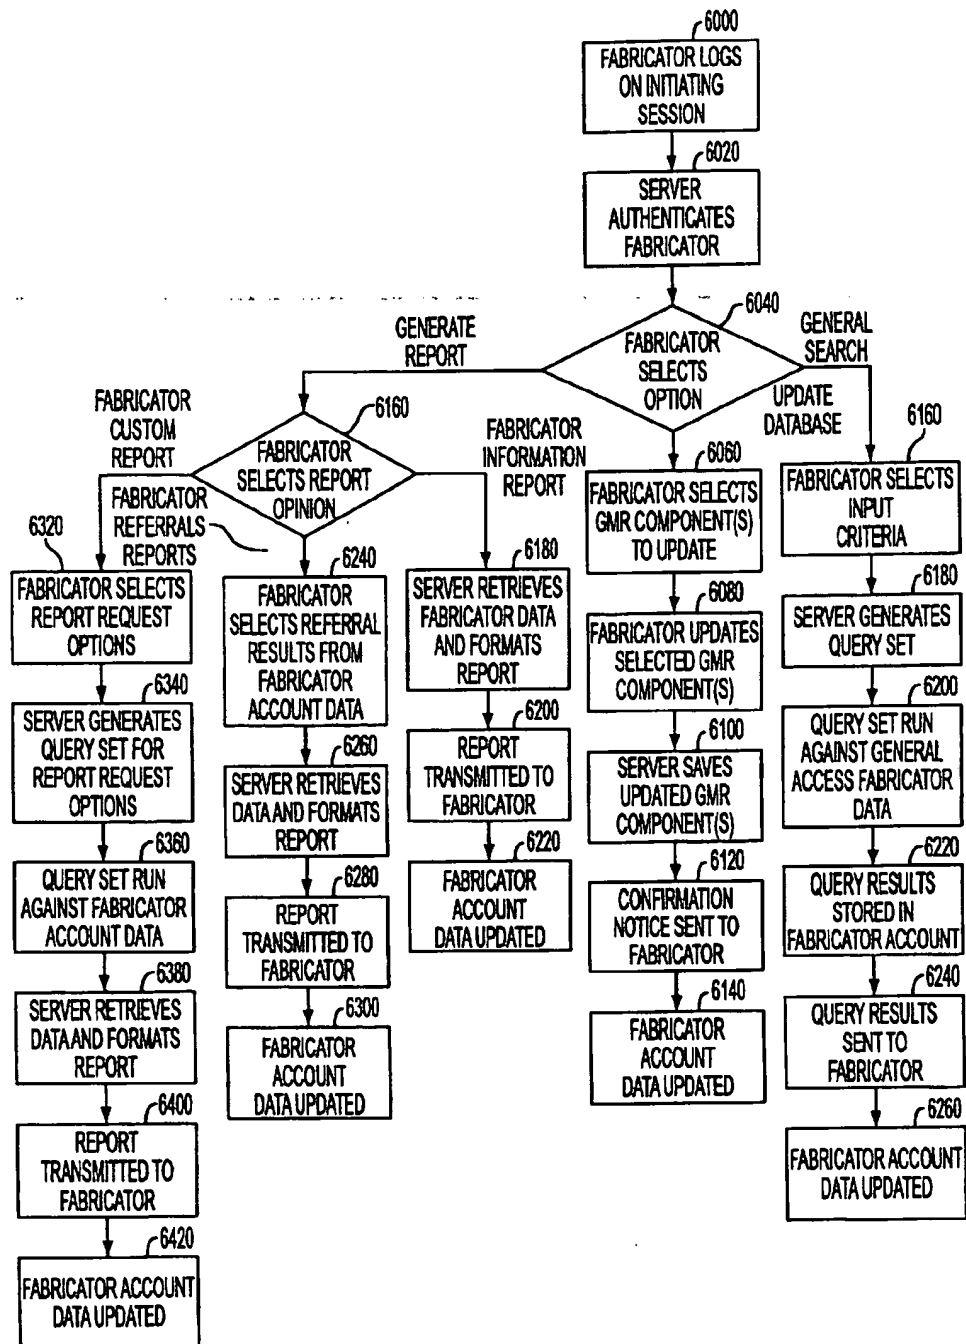 6000
FABRICATOR LOGS
ON INITIATING
SESSION
6020
SERVER
AUTHENTICATES
FABRICATOR
6040
FABRICATOR
SELECTS
OPTION
GENERATE
REPORT
GENERAL
SEARCH
UPDATE
DATABASE
6160
FABRICATOR
SELECTS REPORT
OPINION
FABRICATOR
CUSTOM
REPORT
FABRICATOR
REFERRALS
REPORTS
FABRICATOR
INFORMATION
REPORT
6320
FABRICATOR SELECTS
REPORT REQUEST
OPTIONS
6340
SERVER GENERATES
QUERY SET FOR
REPORT REQUEST
OPTIONS
6360
QUERY SET RUN
AGAINST FABRICATOR
ACCOUNT DATA
6380
SERVER RETRIEVES
DATA AND FORMATS
REPORT
6400
REPORT
TRANSMITTED TO
FABRICATOR
6420
FABRICATOR ACCOUNT
DATA UPDATED
6240
FABRICATOR
SELECTS REFERRAL
RESULTS FROM
FABRICATOR
ACCOUNT DATA
6260
SERVER RETRIEVES
DATA AND FORMATS
REPORT
6280
REPORT
TRANSMITTED TO
FABRICATOR
6300
FABRICATOR
ACCOUNT
DATA UPDATED
6180
SERVER RETRIEVES
FABRICATOR DATA
AND FORMATS
REPORT
6200
REPORT
TRANSMITTED TO
FABRICATOR
6220
FABRICATOR
ACCOUNT
DATA UPDATED
6060
FABRICATOR SELECTS
GMR COMPONENT(S)
TO UPDATE
6080
FABRICATOR UPDATES
SELECTED GMR
COMPONENT(S)
6100
SERVER SAVES
UPDATED GMR
COMPONENT(S)
6120
CONFIRMATION
NOTICE SENT TO
FABRICATOR
6140
FABRICATOR
ACCOUNT
DATA UPDATED
6160
FABRICATOR SELECTS
INPUT
CRITERIA
6180
SERVER GENERATES
QUERY SET
6200
QUERY SET RUN
AGAINST GENERAL
ACCESS FABRICATOR
DATA
6220
QUERY RESULTS
STORED IN
FABRICATOR ACCOUNT
6240
QUERY RESULTS
SENT TO
FABRICATOR
6260
FABRICATOR ACCOUNT
DATA UPDATED